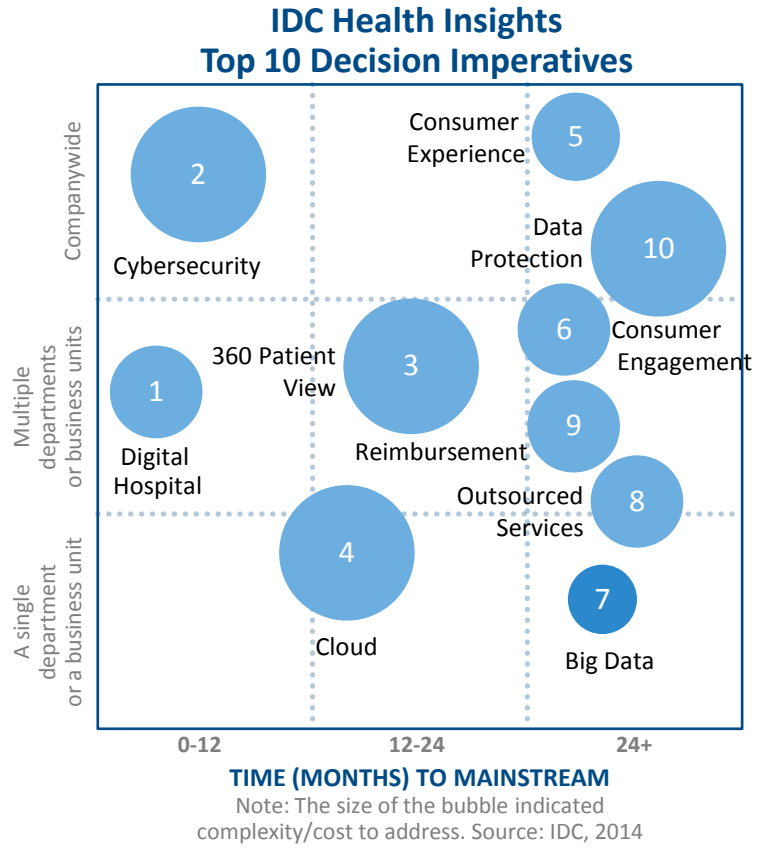 IDC Health Insights
Top 10 Decision Imperatives
Companywide
Multiple
departments
or business units
A single
department
or a business unit
2
Cybersecurity
Consumer
Experience
5
Data
Protection
10
6
Consumer
Engagement
360 Patient
View
3
1
Digital
Hospital
Reimbursement
9
Outsourced
Services
8
4
Cloud
7
Big Data
0-12
12-24
24+
TIME (MONTHS) TO MAINSTREAM
Note: The size of the bubble indicated
complexity/cost to address. Source: IDC, 2014